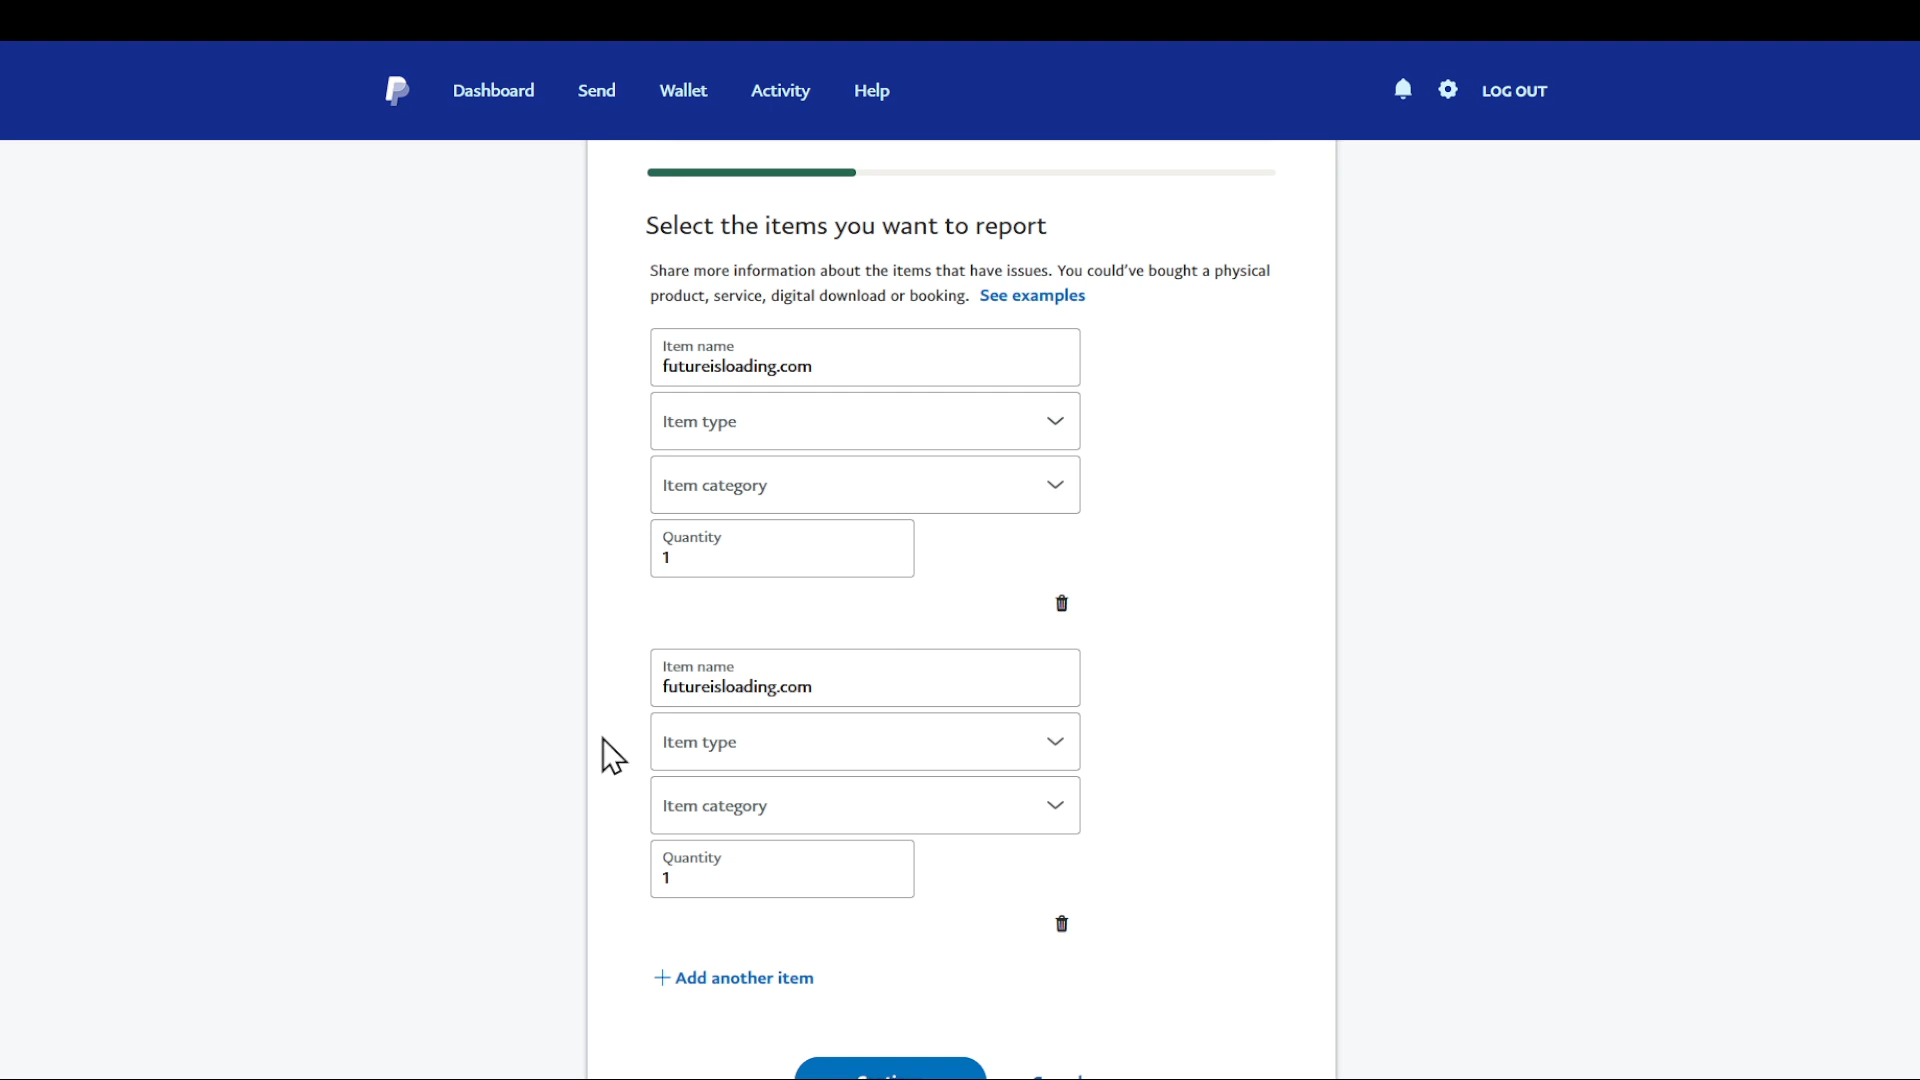 Dashboard Send Wallet Activity Help LOG OUT
Select the items you want to report
Share more information about the items that have issues. You could've bought a physical
product, service, digital download or booking. See examples
Item name
futureisloading.com
Item type
Item category
Quantity
1
Item name
futureisloading.com
Item type
Item category
Quantity
1
+ Add another item